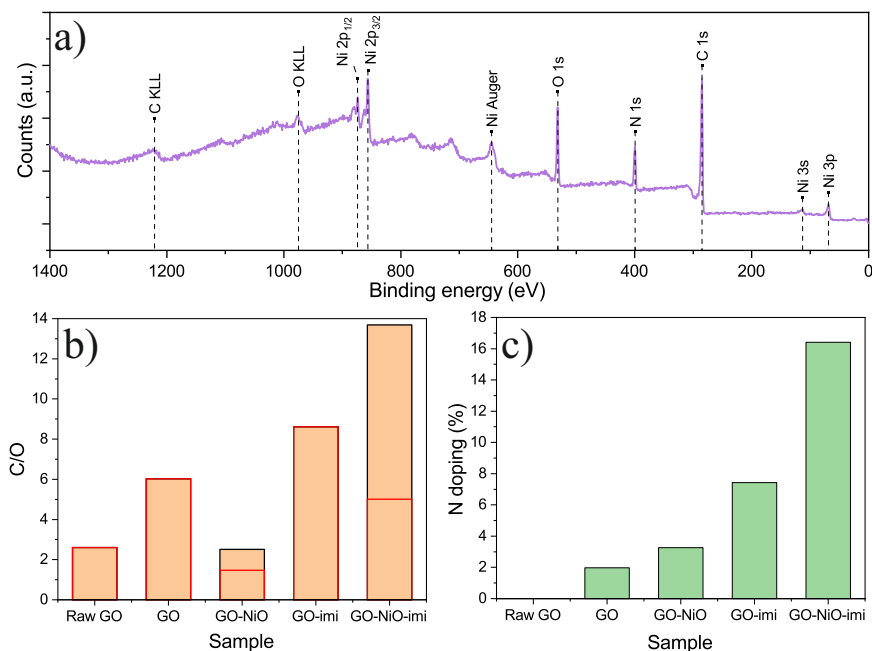 a)
Counts (a.u.)
C KLL
O KLL
Ni 2p1/2
Ni 2p3/2
Ni Auger
O 1s
N 1s
C 1s
Ni 3s
Ni 3p
1400 1200 1000 800 600 400 200 0
Binding energy (eV)
b)
C/O
14
12
10
8
6
4
2
0
Raw GO GO GO-NiO GO-imi GO-NiO-imi
Sample
c)
N doping (%)
18
16
14
12
10
8
6
4
2
0
Raw GO GO GO-NiO GO-imi GO-NiO-imi
Sample